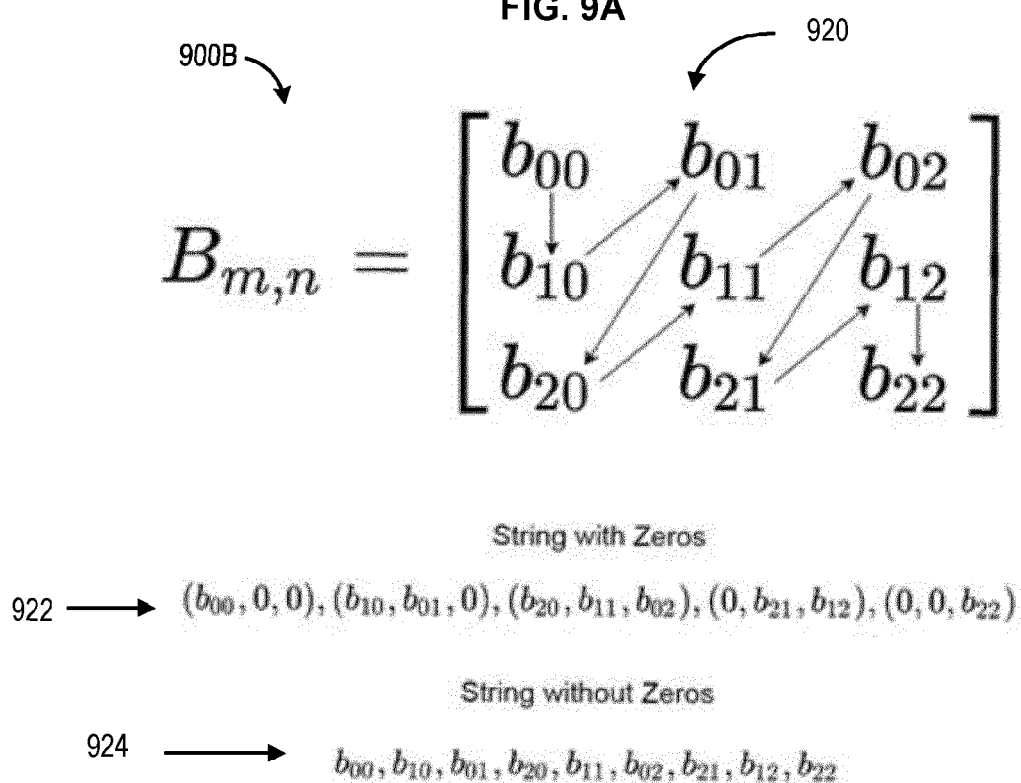 FIG. 9A
900B
920
b₀₀ b₀₁ b₀₂
Bₘ,ₙ = b₁₀ b₁₁ b₁₂
b₂₀ b₂₁ b₂₂
String with Zeros
922 (b₀₀, 0, 0), (b₁₀, b₀₁, 0), (b₂₀, b₁₁, b₀₂), (0, b₂₁, b₁₂), (0, 0, b₂₂)
String without Zeros
924 b₀₀, b₁₀, b₀₁, b₂₀, b₁₁, b₀₂, b₂₁, b₁₂, b₂₂